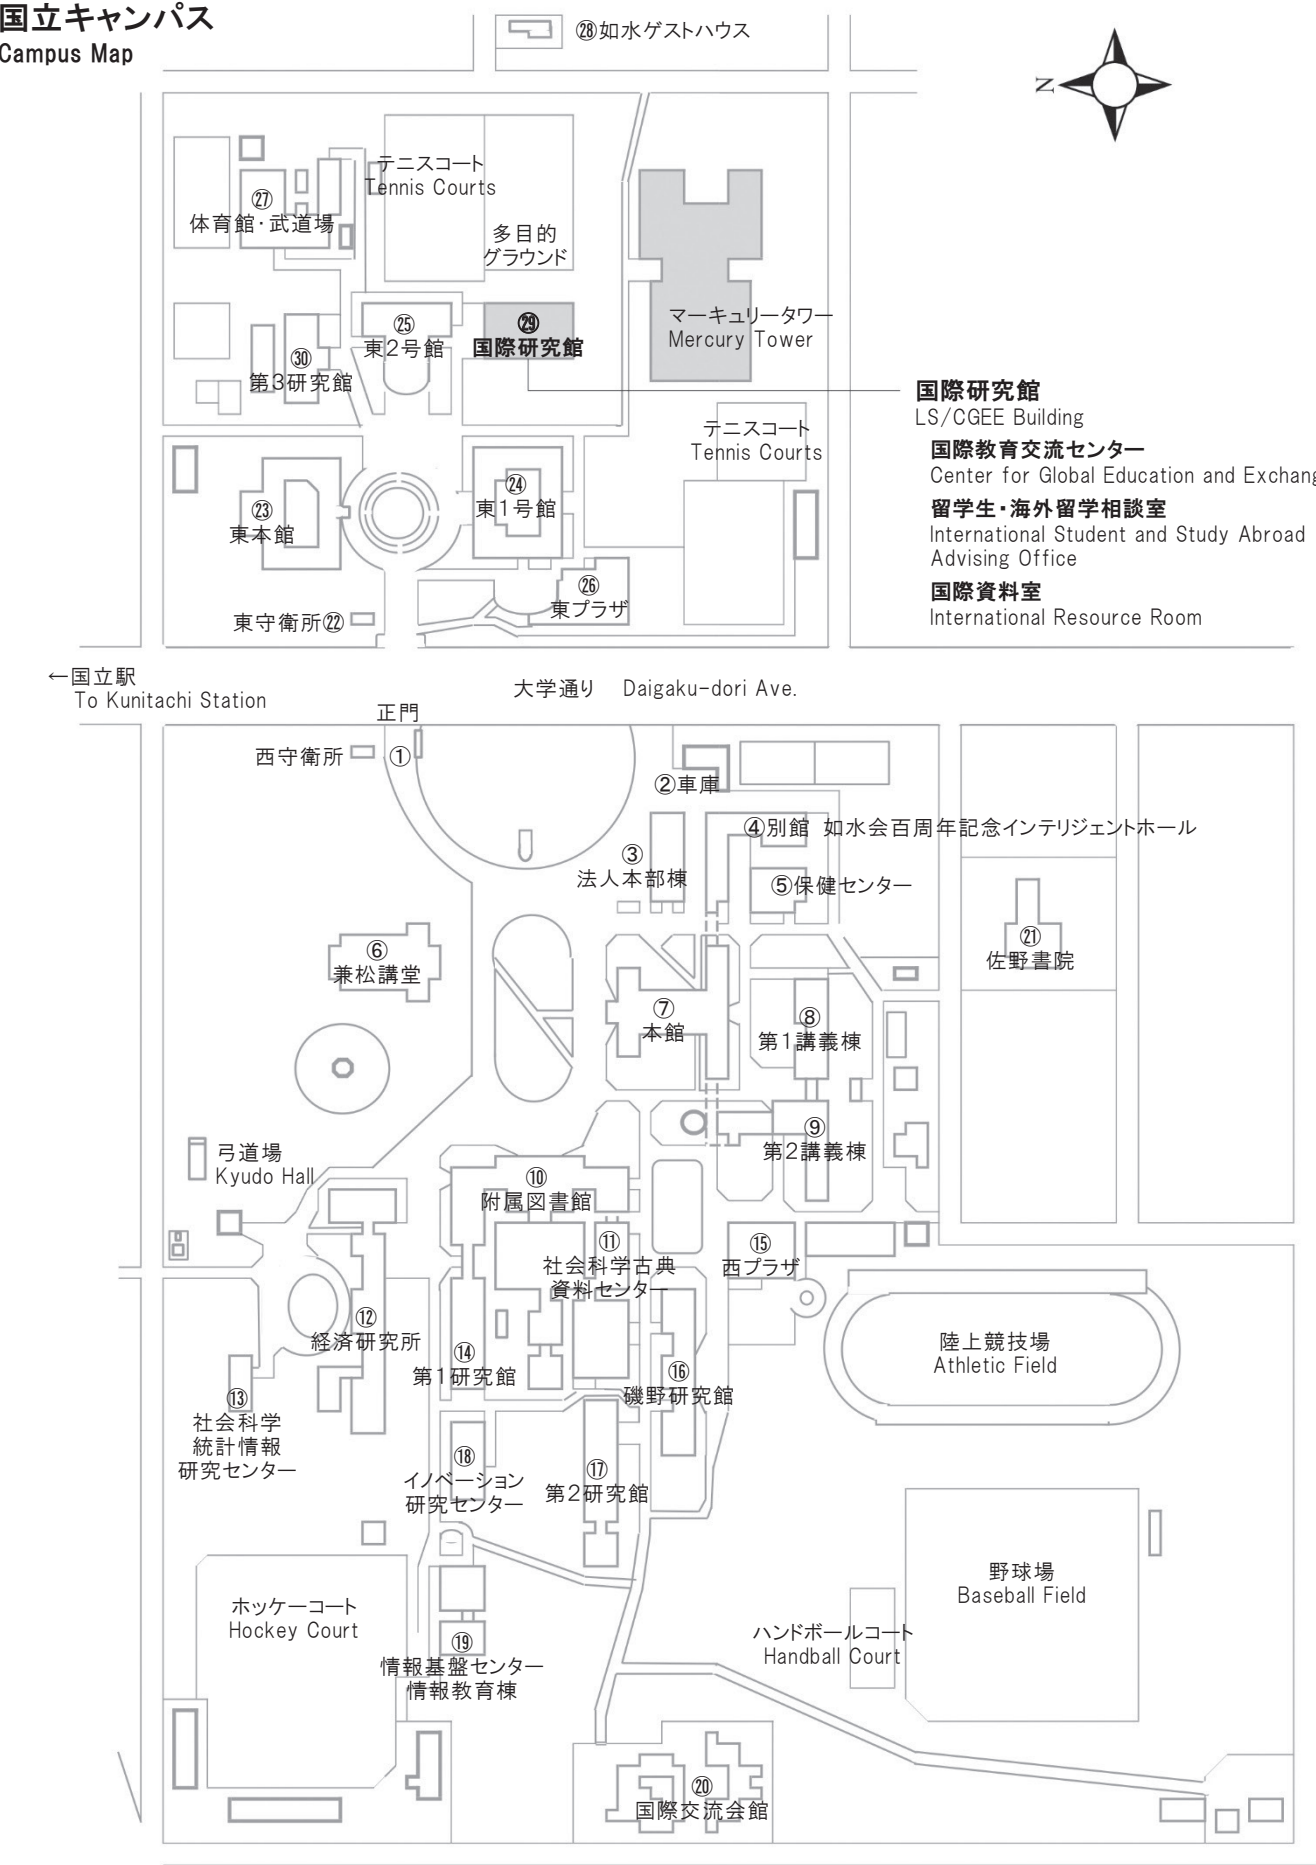 国立キャンパス
Campus Map
㉘如水ゲストハウス
N
テニスコート
Tennis Courts
㉗
体育館・武道場
多目的
グラウンド
マーキュリータワー
Mercury Tower
㉕
東2号館
㉙
国際研究館
㉚
第3研究館
国際研究館
LS/CGEE Building
国際教育交流センター
Center for Global Education and Exchang
留学生・海外留学相談室
International Student and Study Abroad
Advising Office
国際資料室
International Resource Room
テニスコート
Tennis Courts
㉓
東本館
㉔
東1号館
㉖
東プラザ
東守衛所㉒
←国立駅
To Kunitachi Station
大学通り Daigaku-dori Ave.
正門
西守衛所
①
②車庫
④別館 如水会百周年記念インテリジェントホール
③
法人本部棟
⑤保健センター
⑥
兼松講堂
㉑
佐野書院
⑦
本館
⑧
第1講義棟
⑨
第2講義棟
弓道場
Kyudo Hall
⑩
附属図書館
⑪
社会科学古典
資料センター
⑮
西プラザ
⑫
経済研究所
⑭
第1研究館
⑯
磯野研究館
陸上競技場
Athletic Field
⑬
社会科学
統計情報
研究センター
⑱
イノベーション
研究センター
⑰
第2研究館
ホッケーコート
Hockey Court
野球場
Baseball Field
ハンドボールコート
Handball Court
⑲
情報基盤センター
情報教育棟
⑳
国際交流会館